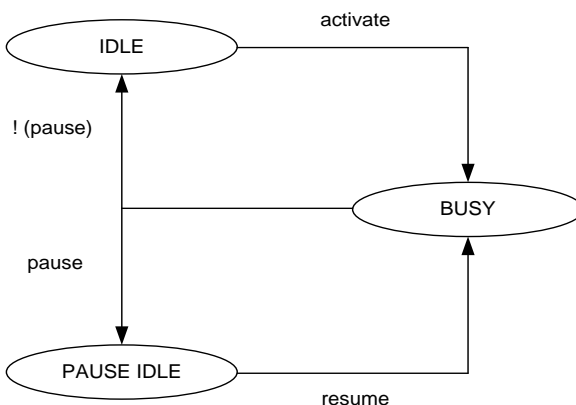 activate
IDLE
! (pause)
BUSY
pause
PAUSE IDLE
resume